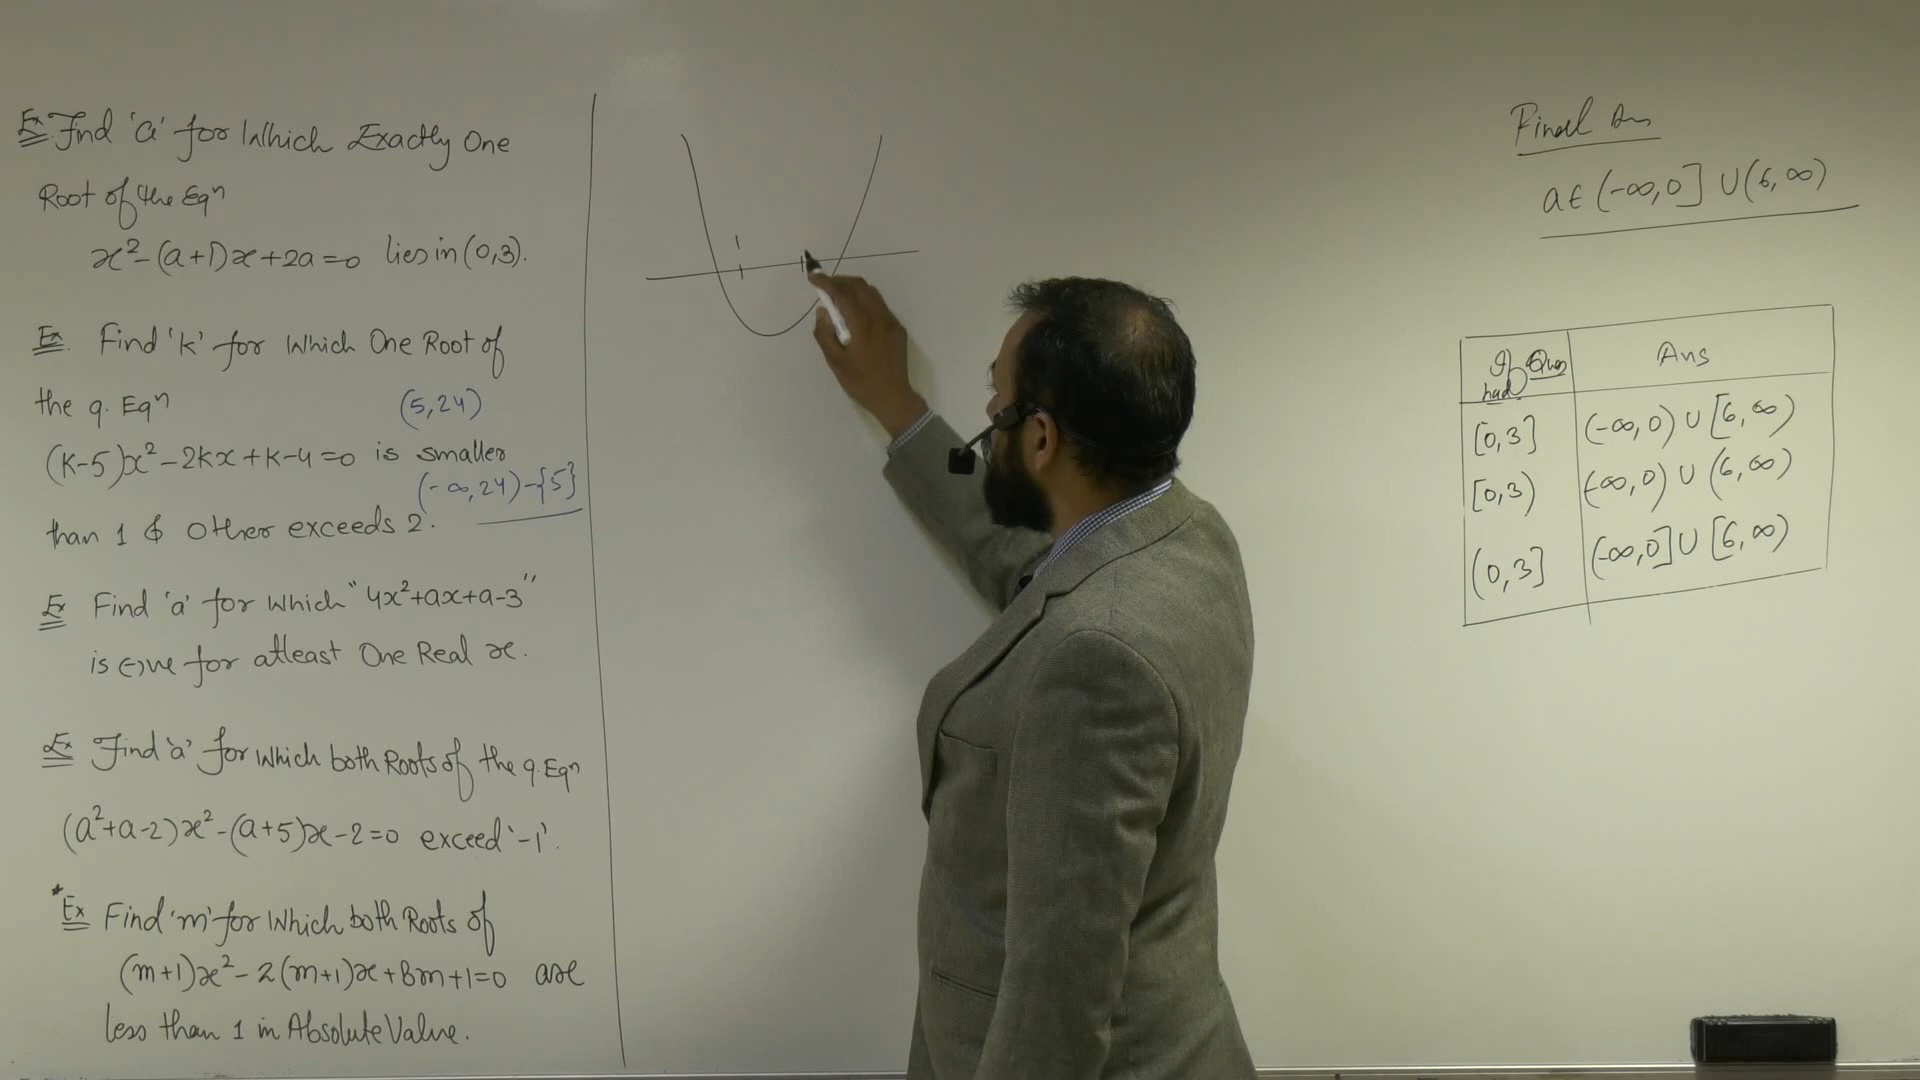 Ex Find 'a' for Which Exactly One
Root of the Eqⁿ
x²-(a+1)x+2a=0 lies in (0,3).
Ex. Find 'k' for Which One Root of
the q. Eqⁿ (5,24)
(k-5)x²-2kx+k-4=0 is smaller
(-∞,24)-{5}
than 1 & Other exceeds 2.
Ex Find 'a' for which "4x²+ax+a-3"
is (-)ve for atleast One Real x.
Ex Find 'a' for Which both Roots of the q. Eqⁿ
(a²+a-2)x²-(a+5)x-2=0 exceed '-1'.
*Ex Find 'm' for Which both Roots of
(m+1)x²-2(m+1)x+8m+1=0 are
less than 1 in Absolute Value.
Final Ans
a∈(-∞,0]∪(6,∞)
If Ques Ans
had
[0,3] (-∞,0)∪[6,∞)
[0,3) (-∞,0)∪(6,∞)
(0,3] (-∞,0]∪[6,∞)